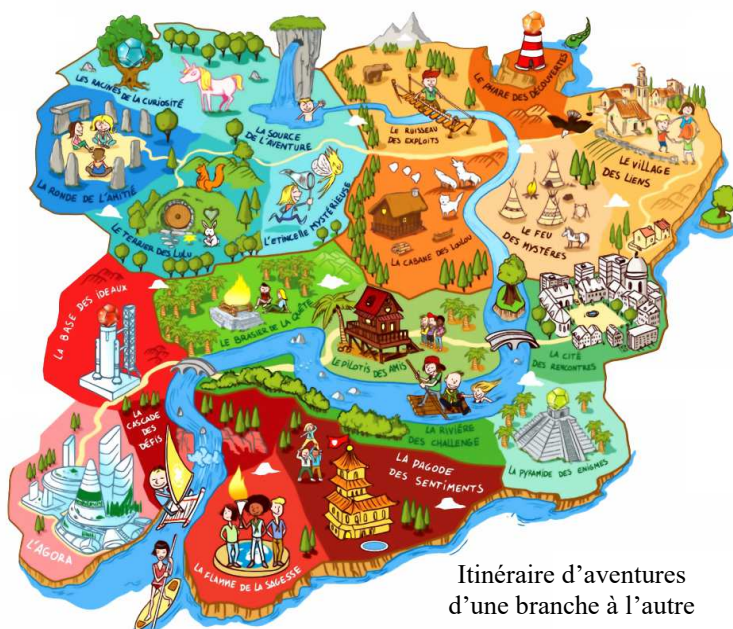 LES RACINES DE LA CURIOSITÉ
LE PHARE DES DÉCOUVERTES
LA SOURCE
DE L'AVENTURE
LE RUISSEAU
DES EXPLOITS
LE VILLAGE
DES LIENS
LA RONDE DE L'AMITIÉ
L'ETINCELLE MYSTÉRIEUSE
LE TERRIER DES LULU
LA CABANE DES LOULOU
LE FEU
DES MYSTÈRES
LA BASE DES IDEAUX
LE BRASIER DE LA QUÊTE
LE PILOTIS DES AMIS
LA CITÉ
DES RENCONTRES
LA
CASCADE
DES
DÉFIS
LA RIVIÈRE
DES CHALLENGE
LA PAGODE
DES SENTIMENTS
LA PYRAMIDE DES ENIGMES
L'AGORA
LA FLAMME DE LA SAGESSE
Itinéraire d'aventures
d'une branche à l'autre